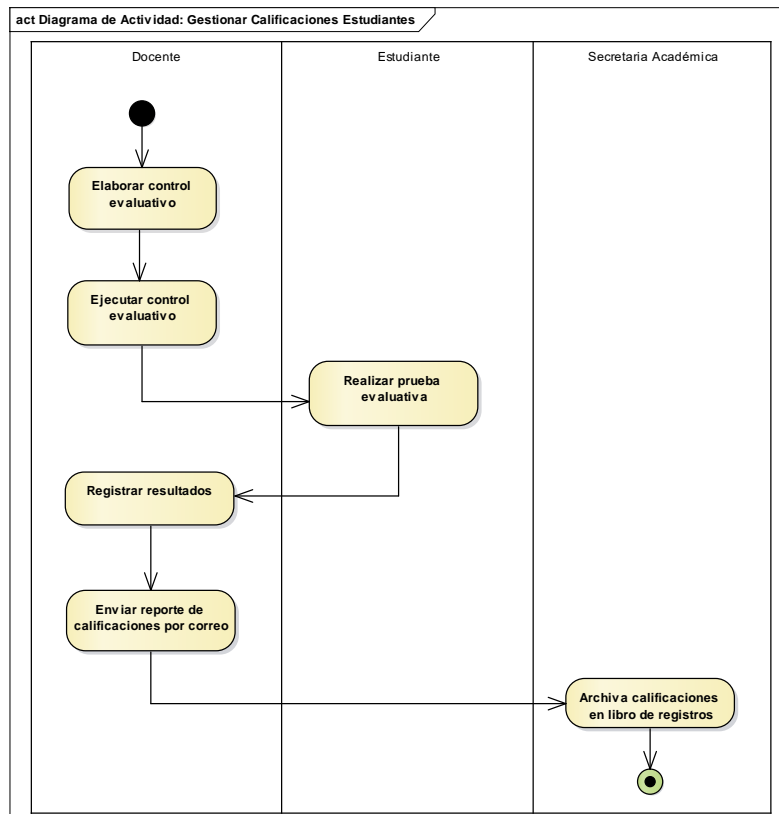 act Diagrama de Actividad: Gestionar Calificaciones Estudiantes
Docente
Estudiante
Secretaria Académica
Elaborar control
evaluativo
Ejecutar control
evaluativo
Realizar prueba
evaluativa
Registrar resultados
Enviar reporte de
calificaciones por correo
Archiva calificaciones
en libro de registros